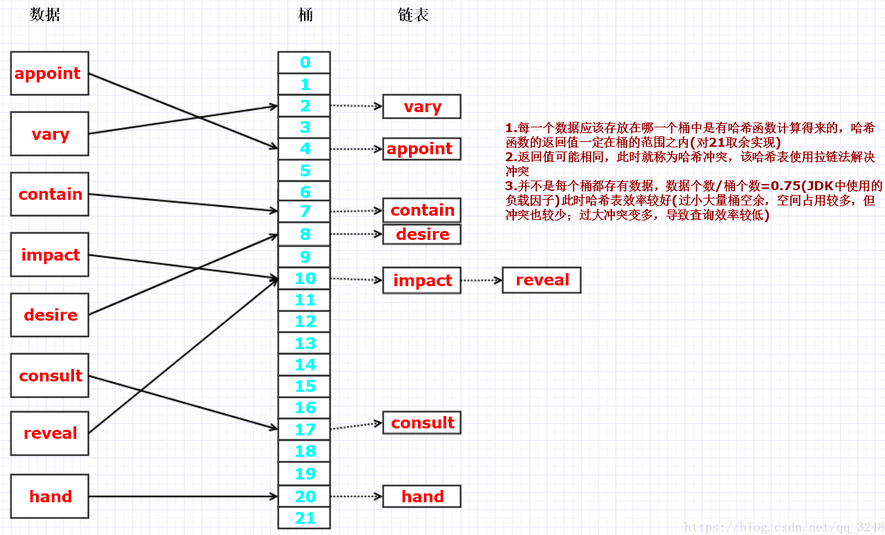 数据
桶
链表
appoint
vary
contain
impact
desire
consult
reveal
hand
0
1
2
3
4
5
6
7
8
9
10
11
12
13
14
15
16
17
18
19
20
21
vary
appoint
contain
desire
impact
reveal
consult
hand
1.每一个数据应该存放在哪一个桶中是有哈希函数计算得来的，哈希
函数的返回值一定在桶的范围之内(对21取余实现)
2.返回值可能相同，此时就称为哈希冲突，该哈希表使用拉链法解决
冲突
3.并不是每个桶都存有数据，数据个数/桶个数=0.75(JDK中使用的
负载因子)此时哈希表效率较好(过小大量桶空余，空间占用较多，但
冲突也较少；过大冲突变多，导致查询效率较低)
https://blog.csdn.net/qq_3248